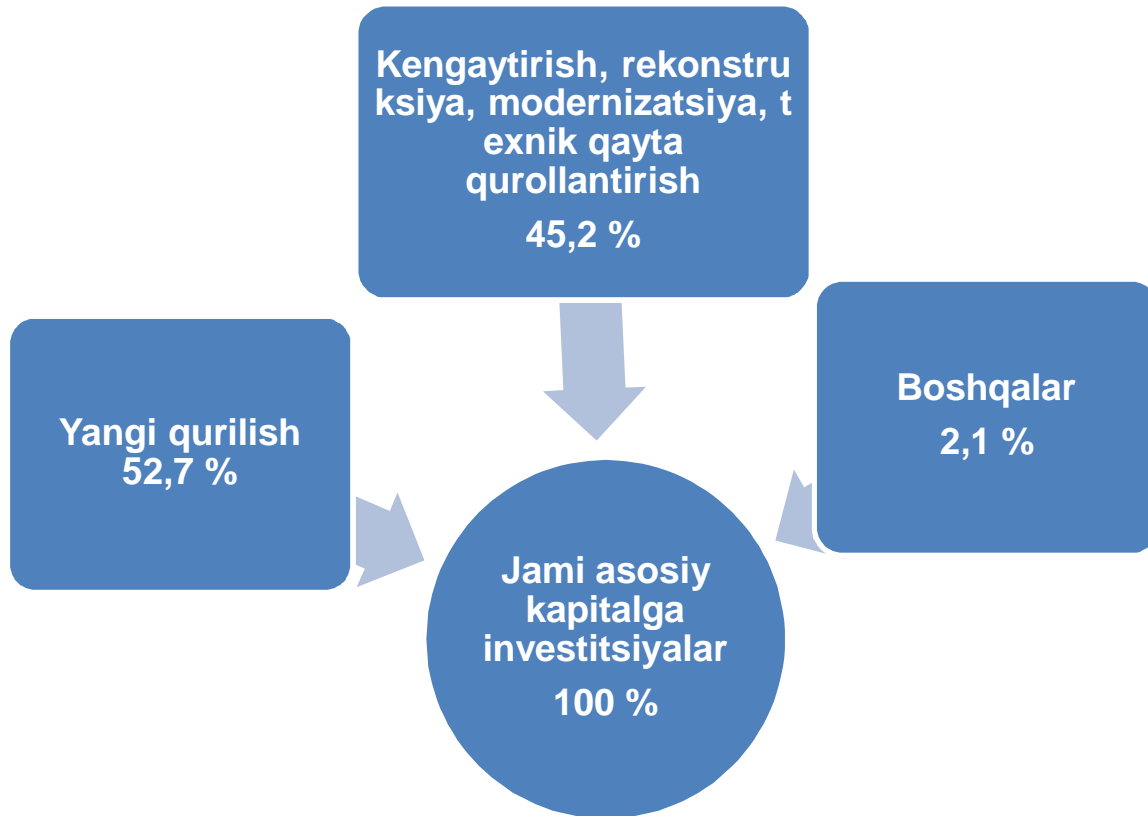 Kengaytirish, rekonstru
ksiya, modernizatsiya, t
exnik qayta
qurollantirish
45,2 %
Yangi qurilish
52,7 %
Boshqalar
2,1 %
Jami asosiy
kapitalga
investitsiyalar
100 %